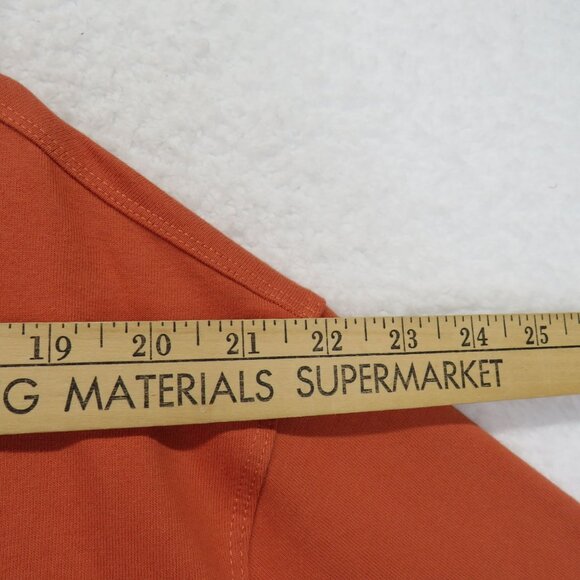 19 20 21 22 23 24 25
G MATERIALS SUPERMARKET